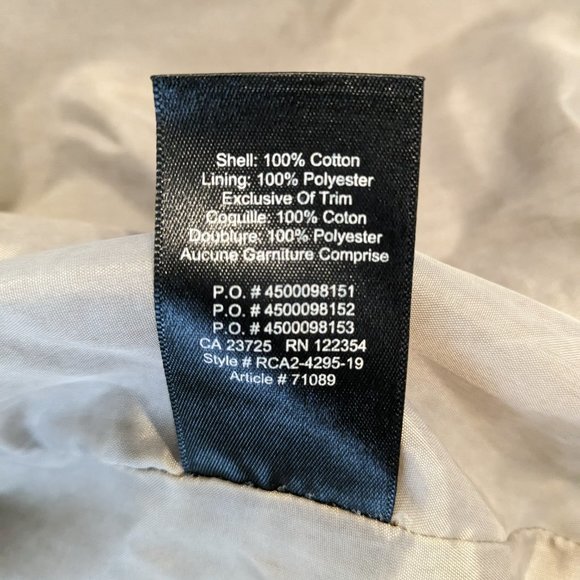 Shell: 100% Cotton
Lining: 100% Polyester
Exclusive Of Trim
Coquille: 100% Coton
Doublure: 100% Polyester
Aucune Garniture Comprise
P.O. # 4500098151
P.O. # 4500098152
P.O. # 4500098153
CA 23725 RN 122354
Style # RCA2-4295-19
Article # 71089